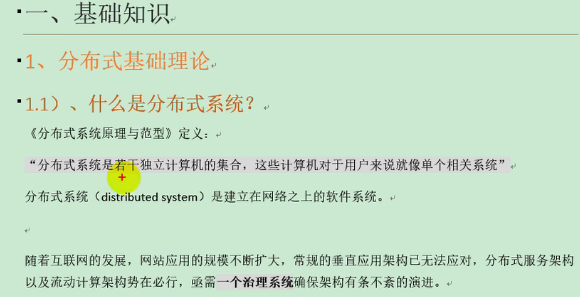 一、基础知识
1、分布式基础理论
1.1)、什么是分布式系统?
《分布式系统原理与范型》定义:
“分布式系统是若干独立计算机的集合,这些计算机对于用户来说就像单个相关系统”
分布式系统(distributed system)是建立在网络之上的软件系统。
随着互联网的发展,网站应用的规模不断扩大,常规的垂直应用架构已无法应对,分布式服务架构
以及流动计算架构势在必行,亟需一个治理系统确保架构有条不紊的演进。